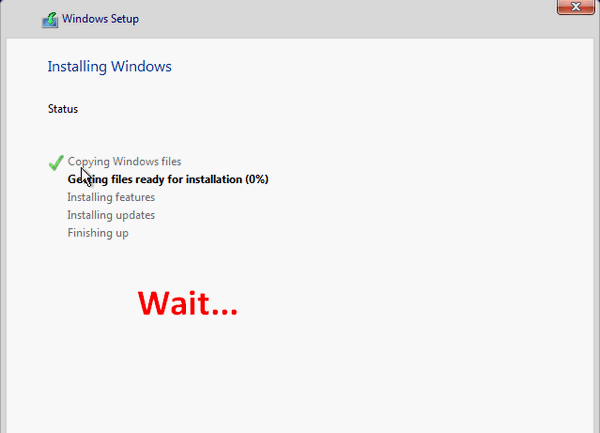 Windows Setup
Installing Windows
Status
Copying Windows files
Getting files ready for installation (0%)
Installing features
Installing updates
Finishing up
Wait...